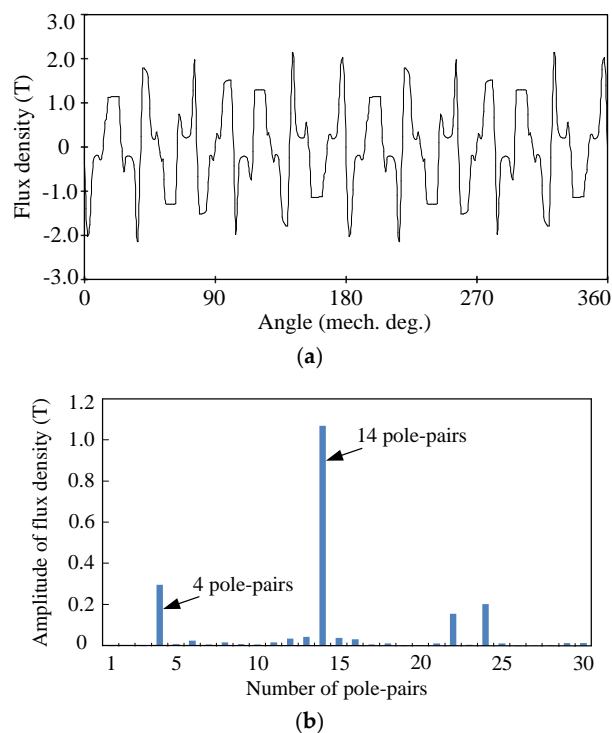 3.0
2.0
1.0
0
-1.0
-2.0
-3.0
Flux density (T)
0 90 180 270 360
Angle (mech. deg.)
(a)
1.2
1.0
0.8
0.6
0.4
0.2
0
Amplitude of flux density (T)
14 pole-pairs
4 pole-pairs
1 5 10 15 20 25 30
Number of pole-pairs
(b)